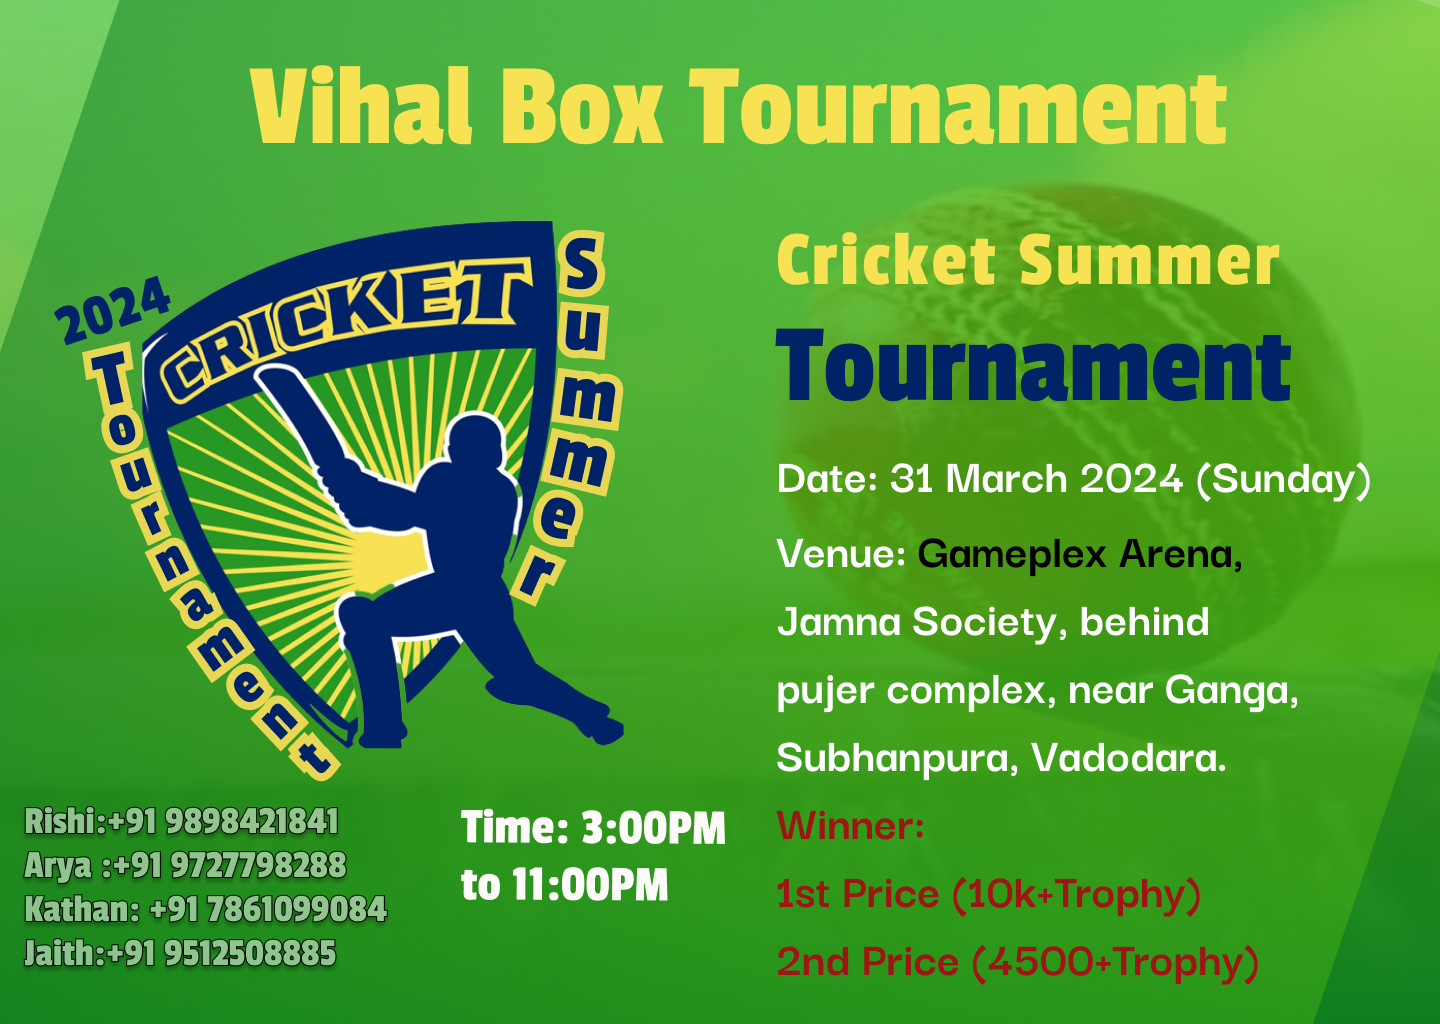 Vihal Box Tournament
2024
CRICKET
Summer
Tournament
Cricket Summer
Tournament
Date: 31 March 2024 (Sunday)
Venue: Gameplex Arena,
Jamna Society, behind
pujer complex, near Ganga,
Subhanpura, Vadodara.
Winner:
1st Price (10k+Trophy)
2nd Price (4500+Trophy)
Time: 3:00PM
to 11:00PM
Rishi:+91 9898421841
Arya :+91 9727798288
Kathan: +91 7861099084
Jaith:+91 9512508885